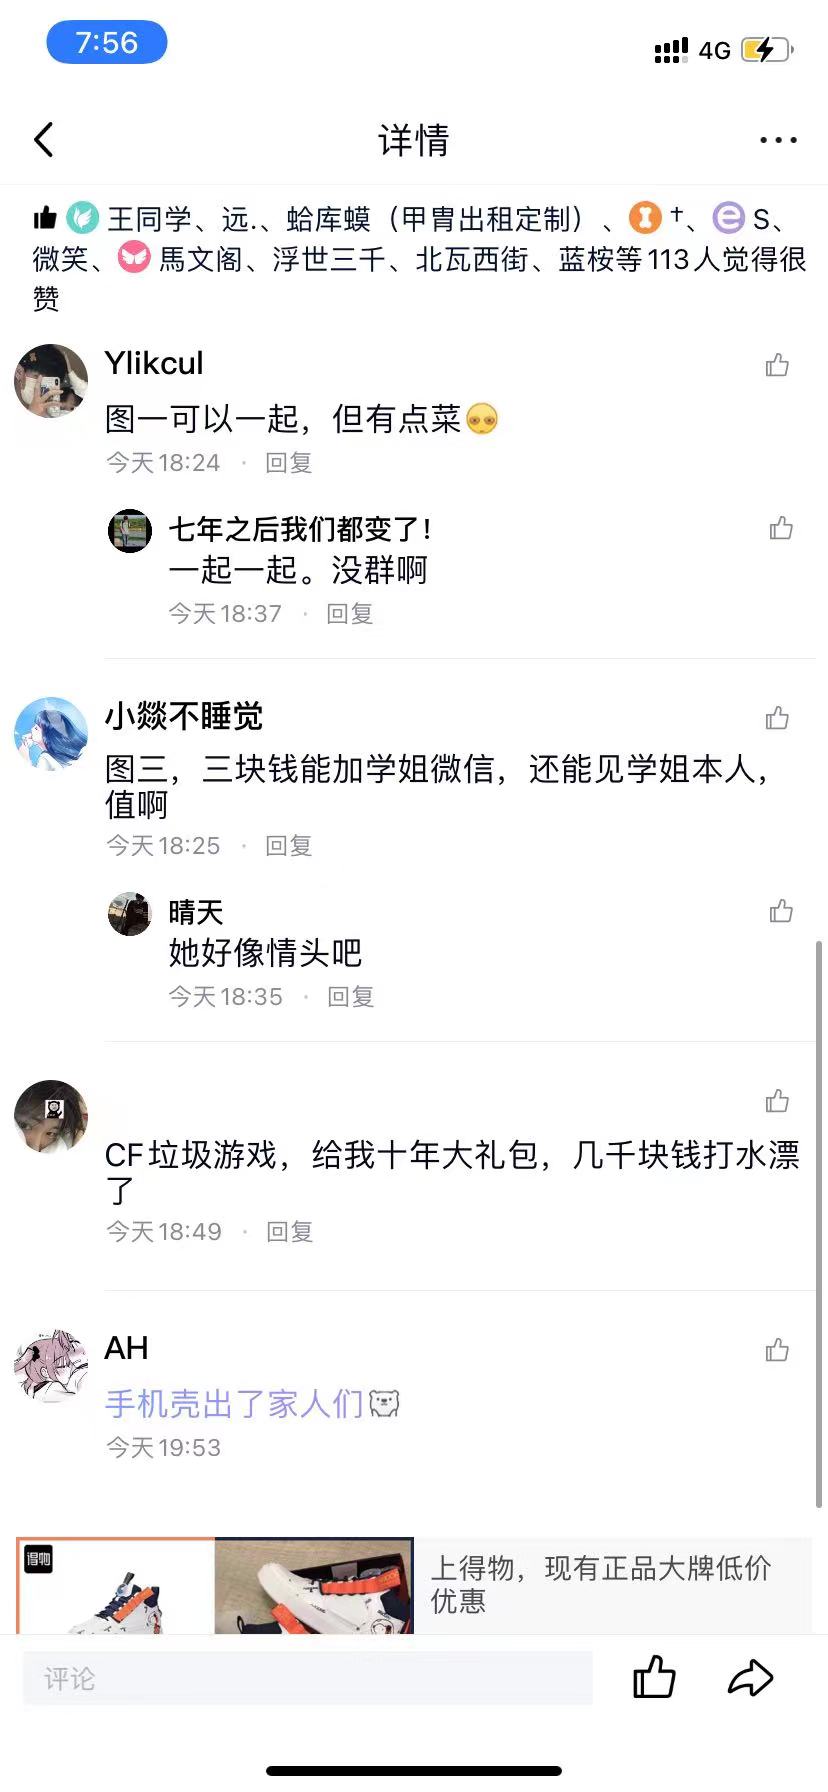 7:56
4G
详情
王同学、远.、蛤库蟆（甲胄出租定制）、†、S、
微笑、馬文阁、浮世三千、北瓦西街、蓝桉等113人觉得很
赞
Ylikcul
图一可以一起，但有点菜
今天18:24 · 回复
七年之后我们都变了！
一起一起。没群啊
今天18:37 · 回复
小燚不睡觉
图三，三块钱能加学姐微信，还能见学姐本人，
值啊
今天18:25 · 回复
晴天
她好像情头吧
今天18:35 · 回复
CF垃圾游戏，给我十年大礼包，几千块钱打水漂
了
今天18:49 · 回复
AH
手机壳出了家人们
今天19:53
得物
上得物，现有正品大牌低价
优惠
评论